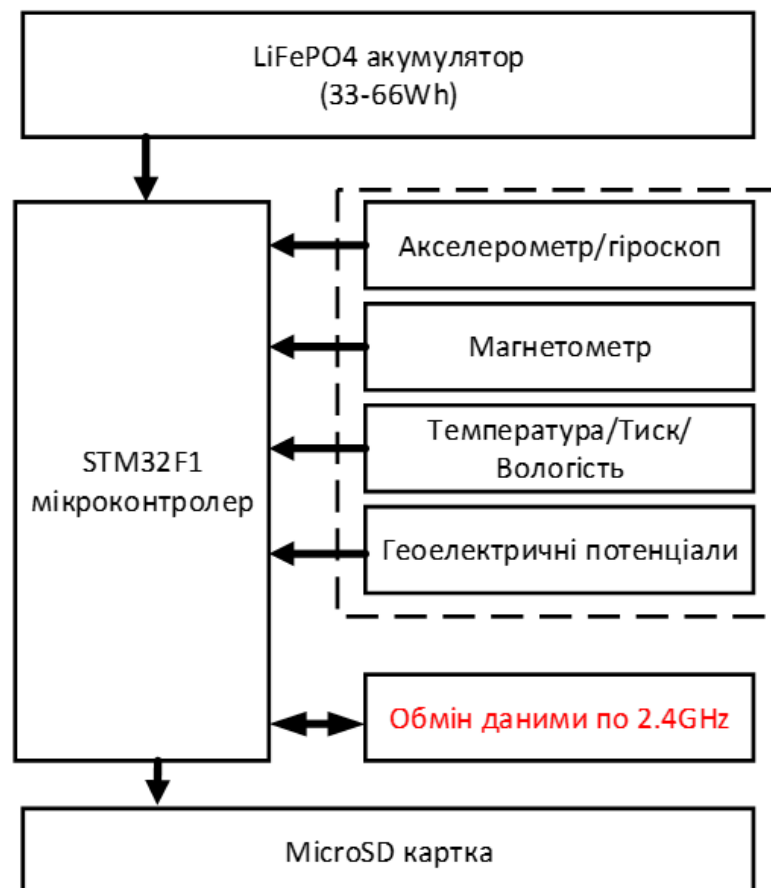 LiFePO4 акумулятор
(33-66Wh)
STM32F1
мікроконтролер
Акселерометр/гіроскоп
Магнетометр
Температура/Тиск/
Вологість
Геоелектричні потенціали
Обмін даними по 2.4GHz
MicroSD картка